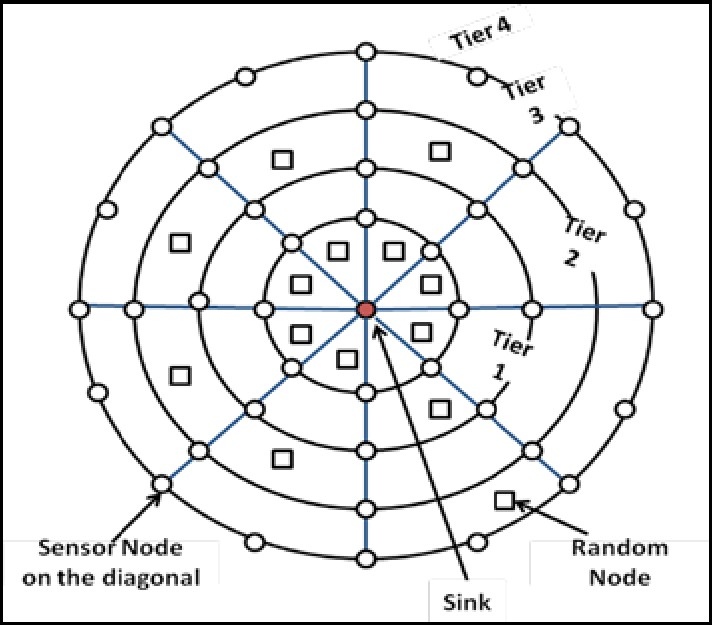 Tier 4
Tier
3
Tier
2
Tier
1
Sensor Node
on the diagonal
Random
Node
Sink